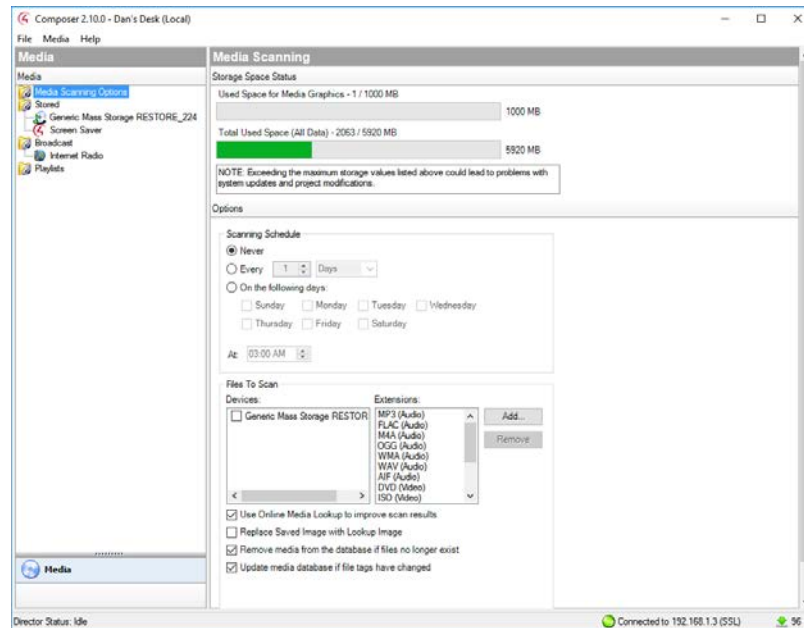 Composer 2.10.0 - Dan's Desk (Local)
File Media Help
Media
Media Scanning
Media
Storage Space Status
Media Scanning Options
Stored
Generic Mass Storage RESTORE_224
Screen Saver
Broadcast
Internet Radio
Playlists
Used Space for Media Graphics - 1 / 1000 MB
1000 MB
Total Used Space (All Data) - 2063 / 5920 MB
5920 MB
NOTE: Exceeding the maximum storage values listed above could lead to problems with
system updates and project modifications.
Options
Scanning Schedule
Never
Every 1 Days
On the following days:
Sunday Monday Tuesday Wednesday
Thursday Friday Saturday
At: 03:00 AM
Files To Scan
Devices: Extensions:
Generic Mass Storage RESTOR
MP3 (Audio)
FLAC (Audio)
M4A (Audio)
OGG (Audio)
WMA (Audio)
WAV (Audio)
AIF (Audio)
DVD (Video)
ISO (Video)
Add...
Remove
Use Online Media Lookup to improve scan results
Replace Saved Image with Lookup Image
Remove media from the database if files no longer exist
Update media database if file tags have changed
Media
Director Status: Idle
Connected to 192.168.1.3 (SSL)
96